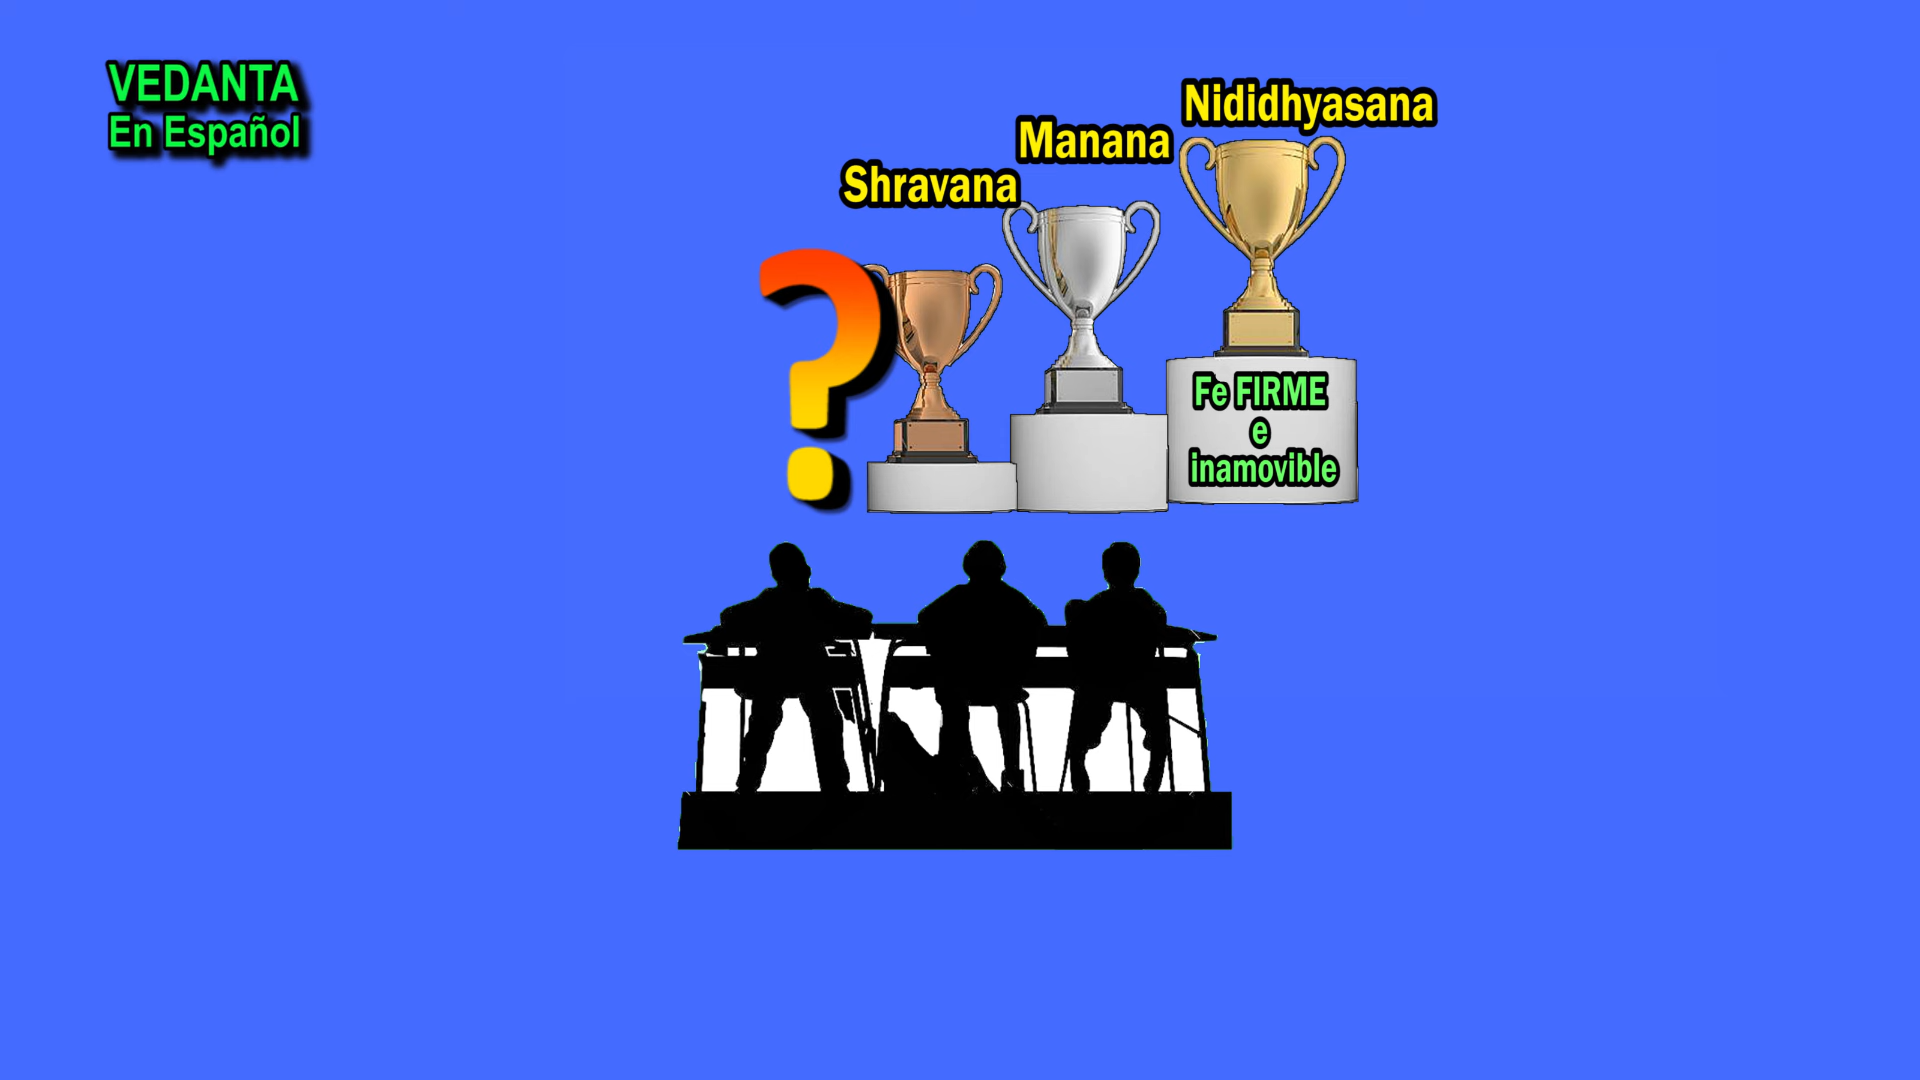 VEDANTA
En Español
Nididhyasana
Manana
Shravana
?
Fe FIRME
e
inamovible